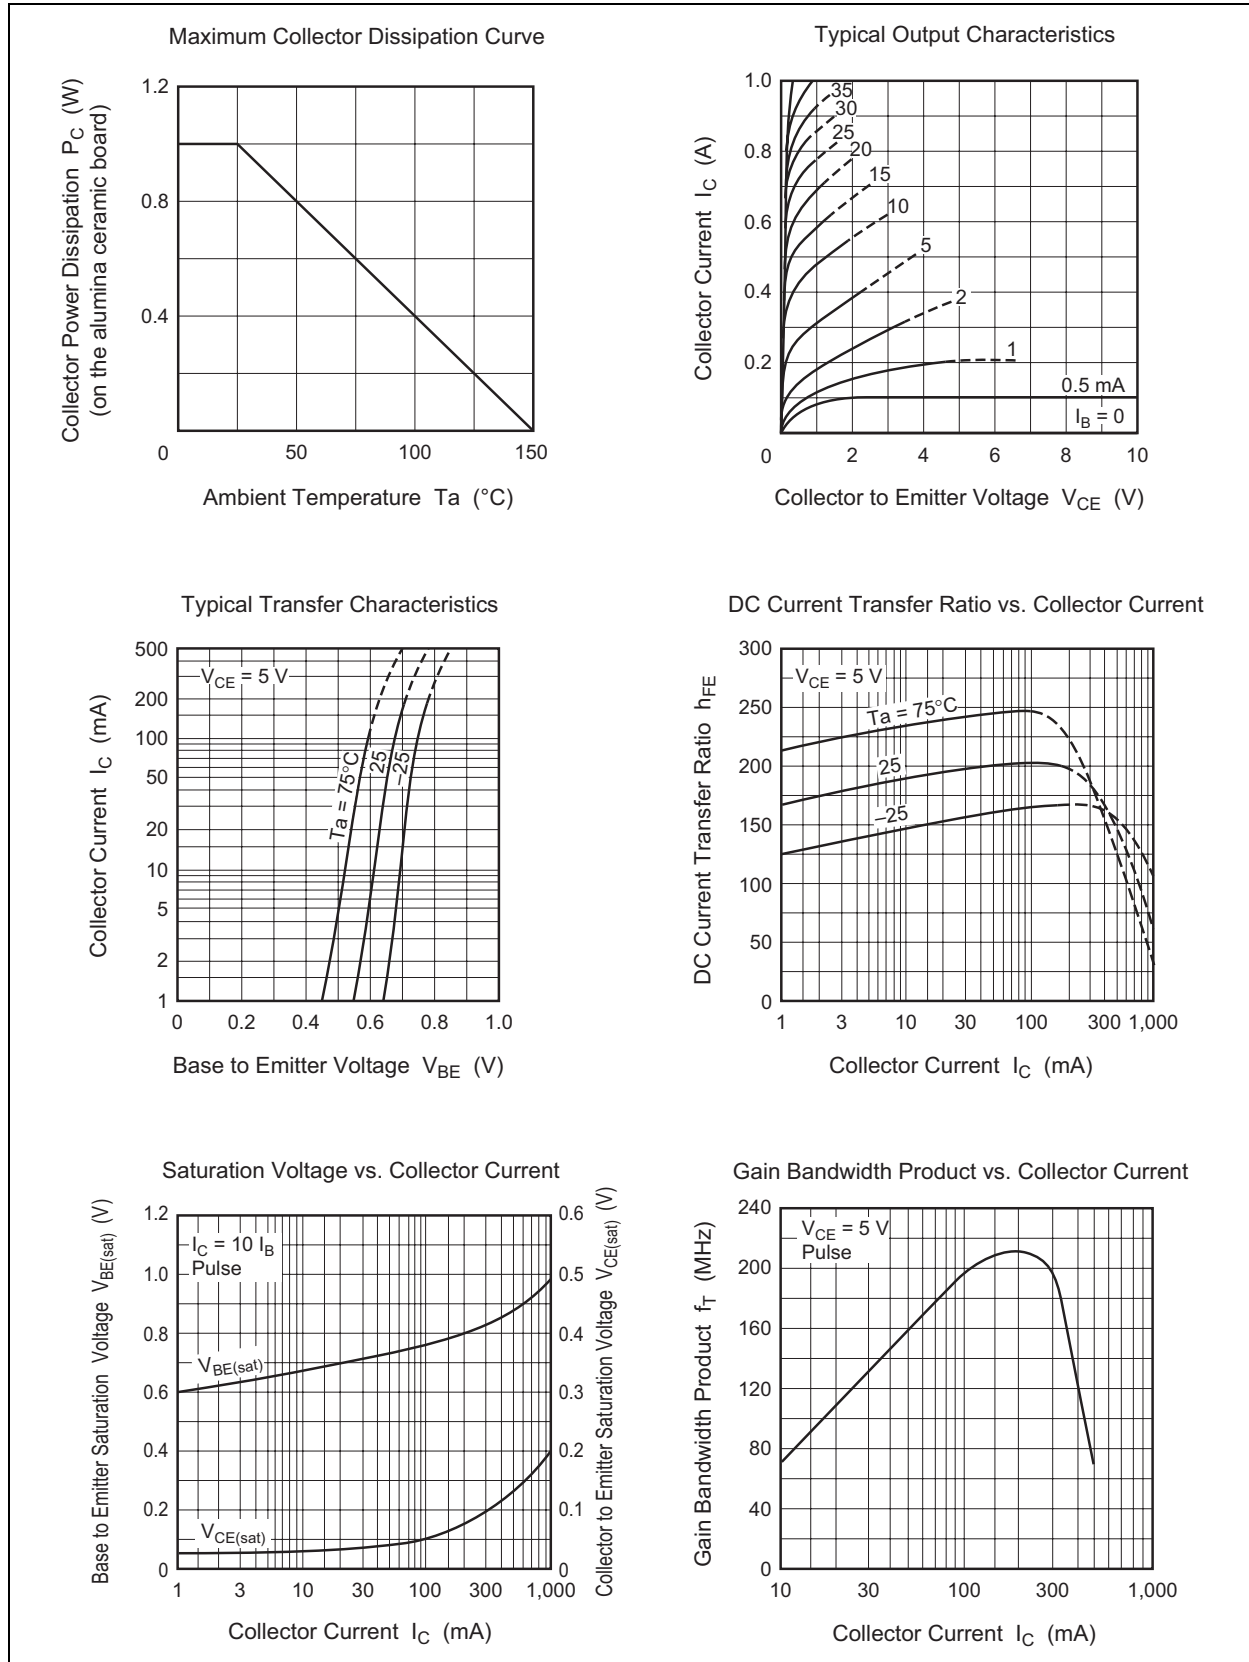 Maximum Collector Dissipation Curve
Collector Power Dissipation P_C (W)
(on the alumina ceramic board)
1.2
0.8
0.4
0
50
100
150
Ambient Temperature Ta (°C)
Typical Output Characteristics
Collector Current I_C (A)
1.0
0.8
0.6
0.4
0.2
0
2
4
6
8
10
35
30
25
20
15
10
5
2
1
0.5 mA
I_B = 0
Collector to Emitter Voltage V_CE (V)
Typical Transfer Characteristics
Collector Current I_C (mA)
500
200
100
50
20
10
5
2
1
V_CE = 5 V
Ta = 75°C
25
–25
0
0.2
0.4
0.6
0.8
1.0
Base to Emitter Voltage V_BE (V)
DC Current Transfer Ratio vs. Collector Current
DC Current Transfer Ratio h_FE
300
250
200
150
100
50
0
V_CE = 5 V
Ta = 75°C
25
–25
1
3
10
30
100
300
1,000
Collector Current I_C (mA)
Saturation Voltage vs. Collector Current
Base to Emitter Saturation Voltage V_BE(sat) (V)
1.2
1.0
0.8
0.6
0.4
0.2
0
I_C = 10 I_B
Pulse
V_BE(sat)
V_CE(sat)
0.6
0.5
0.4
0.3
0.2
0.1
0
Collector to Emitter Saturation Voltage V_CE(sat) (V)
1
3
10
30
100
300
1,000
Collector Current I_C (mA)
Gain Bandwidth Product vs. Collector Current
Gain Bandwidth Product f_T (MHz)
240
200
160
120
80
40
0
V_CE = 5 V
Pulse
10
30
100
300
1,000
Collector Current I_C (mA)